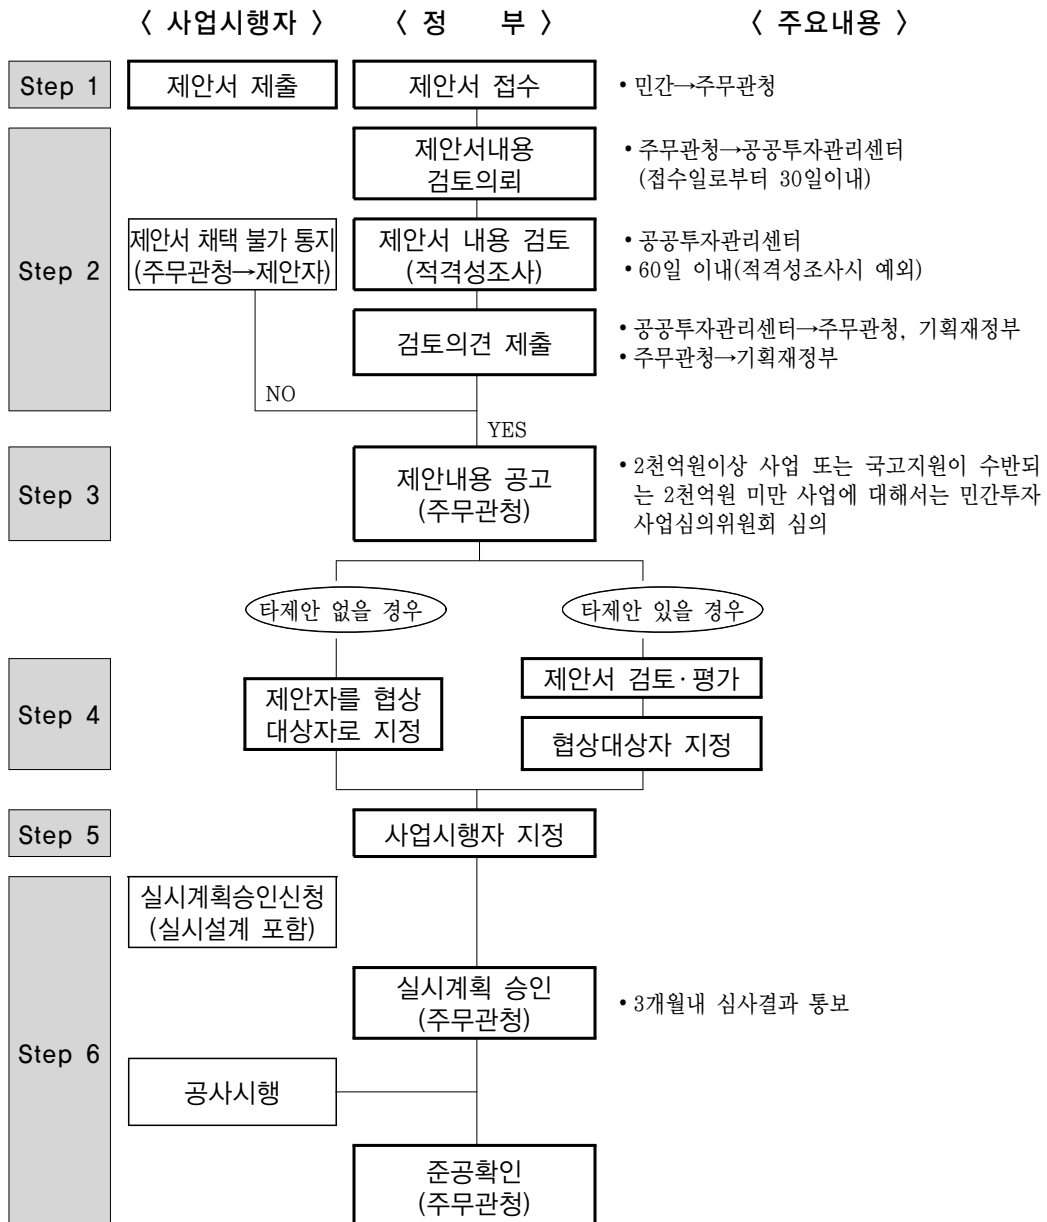 〈 사업시행자 〉 〈 정 부 〉 〈 주요내용 〉
Step 1
제안서 제출
제안서 접수
• 민간→주무관청
Step 2
제안서내용
검토의뢰
• 주무관청→공공투자관리센터
(접수일로부터 30일이내)
제안서 채택 불가 통지
(주무관청→제안자)
제안서 내용 검토
(적격성조사)
• 공공투자관리센터
• 60일 이내(적격성조사시 예외)
검토의견 제출
• 공공투자관리센터→주무관청, 기획재정부
• 주무관청→기획재정부
NO
YES
Step 3
제안내용 공고
(주무관청)
• 2천억원이상 사업 또는 국고지원이 수반되
는 2천억원 미만 사업에 대해서는 민간투자
사업심의위원회 심의
타제안 없을 경우
타제안 있을 경우
Step 4
제안자를 협상
대상자로 지정
제안서 검토·평가
협상대상자 지정
Step 5
사업시행자 지정
Step 6
실시계획승인신청
(실시설계 포함)
실시계획 승인
(주무관청)
• 3개월내 심사결과 통보
공사시행
준공확인
(주무관청)